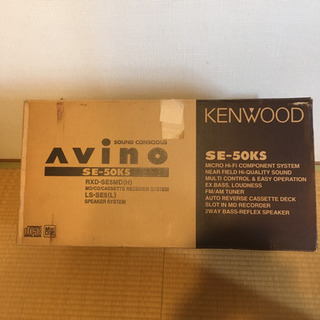 SOUND CONSCIOUS
AVINO
SE-50KS
RXD-SE5MD(H)
MD/CD/CASSETTE RECEIVER SYSTEM
LS-SE5(L)
SPEAKER SYSTEM
KENWOOD
SE-50KS
MICRO Hi-Fi COMPONENT SYSTEM
NEAR FIELD Hi-QUALITY SOUND
MULTI CONTROL & EASY OPERATION
EX. BASS, LOUDNESS
FM/AM TUNER
AUTO REVERSE CASSETTE DECK
SLOT IN MD RECORDER
2WAY BASS-REFLEX SPEAKER